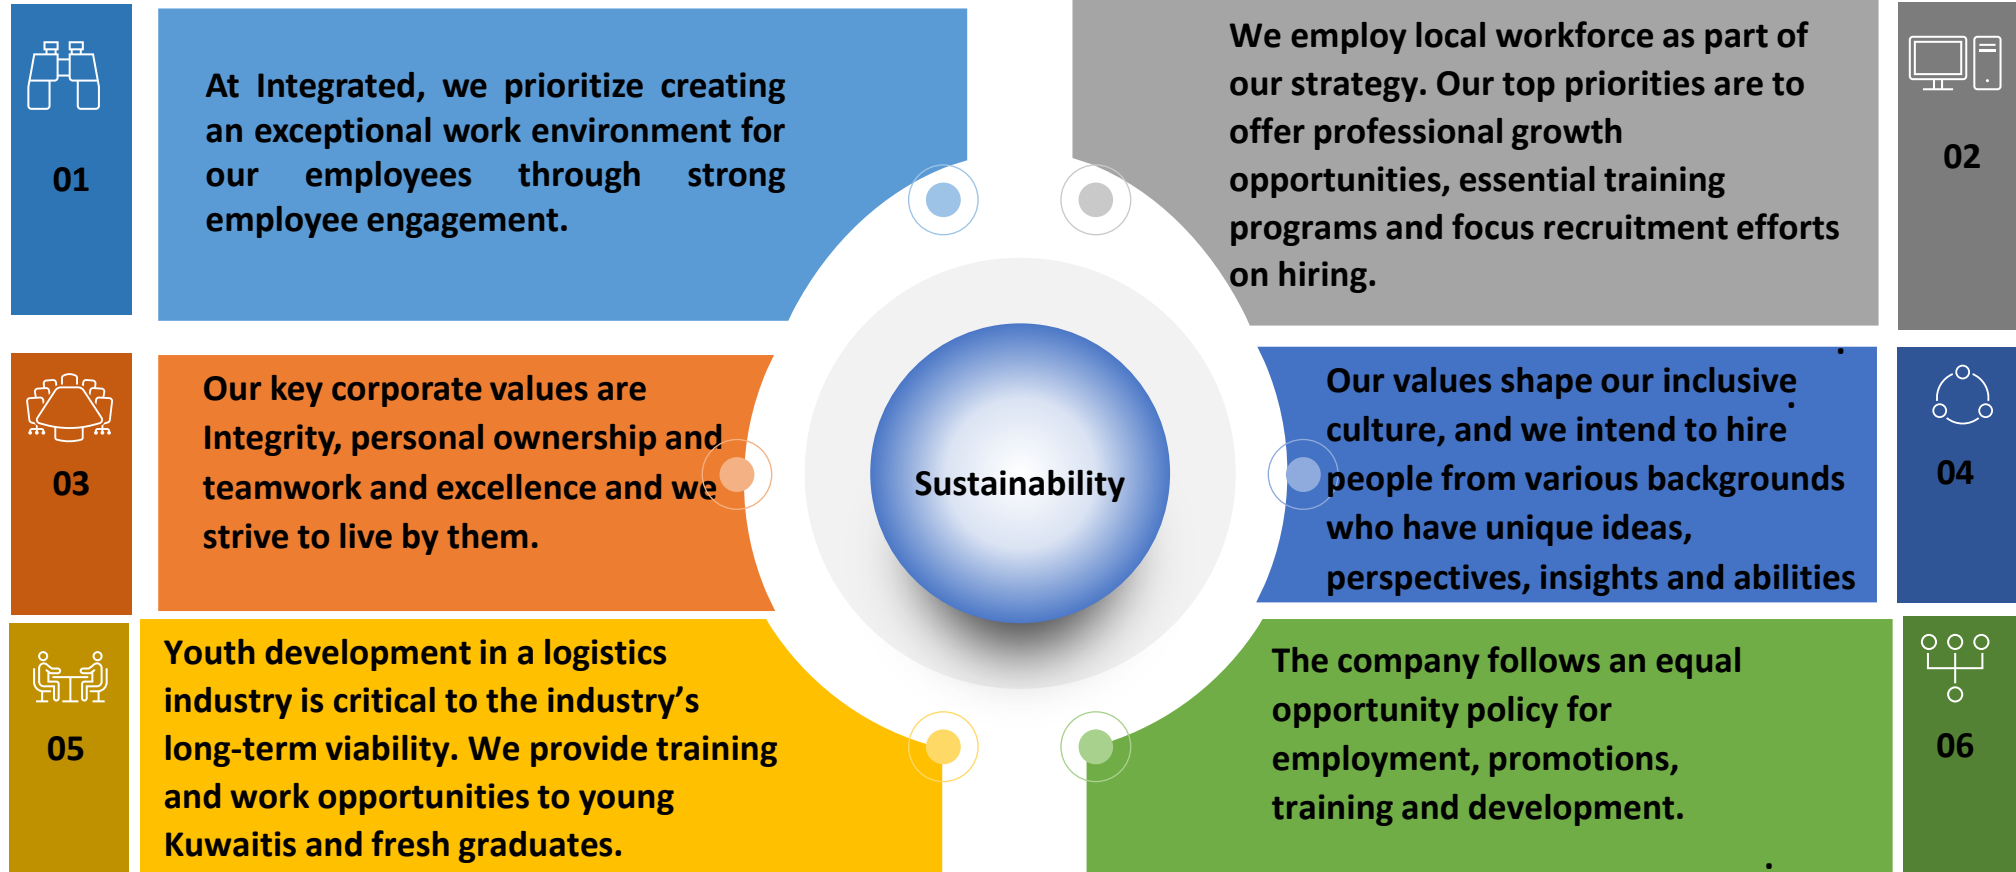 01
At Integrated, we prioritize creating
an exceptional work environment for
our employees through strong
employee engagement.
We employ local workforce as part of
our strategy. Our top priorities are to
offer professional growth
opportunities, essential training
programs and focus recruitment efforts
on hiring.
02
03
Our key corporate values are
Integrity, personal ownership and
teamwork and excellence and we
strive to live by them.
Sustainability
.
Our values shape our inclusive
.
culture, and we intend to hire
people from various backgrounds
who have unique ideas,
perspectives, insights and abilities
04
05
Youth development in a logistics
industry is critical to the industry’s
long-term viability. We provide training
and work opportunities to young
Kuwaitis and fresh graduates.
The company follows an equal
opportunity policy for
employment, promotions,
training and development.
.
06